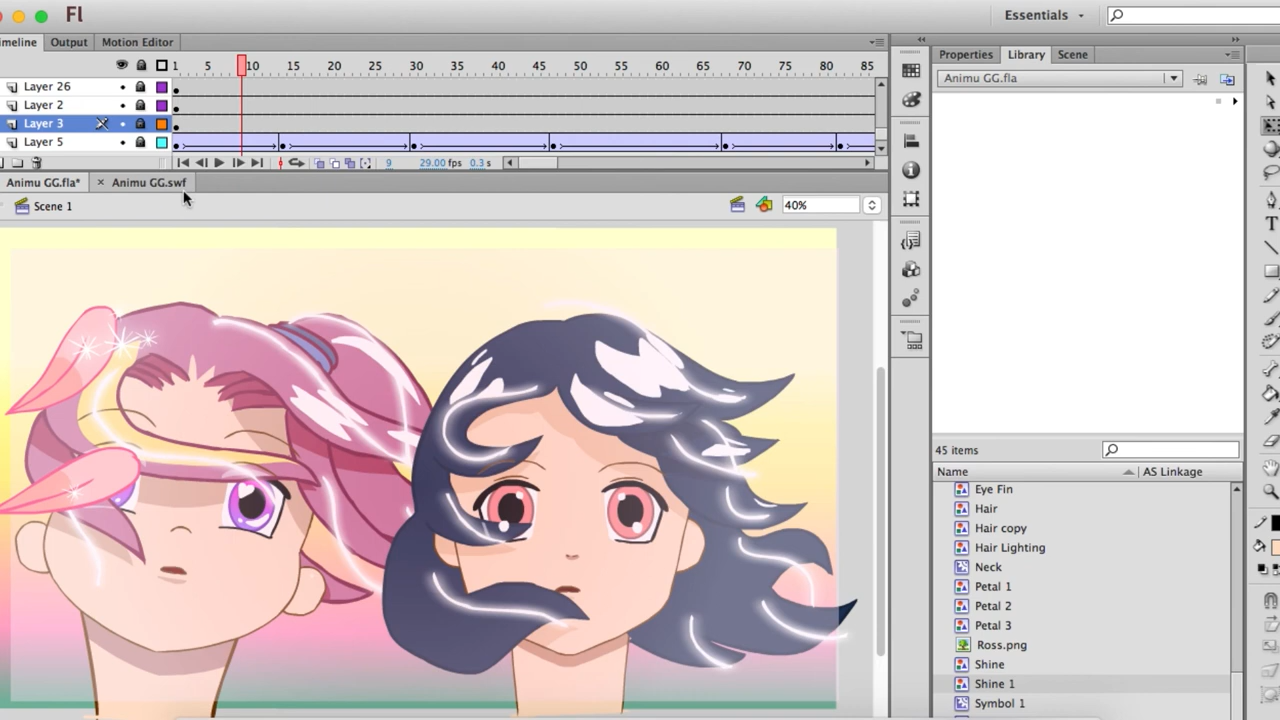 Fl
Essentials
Timeline Output Motion Editor
Properties Library Scene
1 5 10 15 20 25 30 35 40 45 50 55 60 65 70 75 80 85
Animu GG.fla
Layer 26
Layer 2
Layer 3
Layer 5
9 29.00 fps 0.3 s
Animu GG.fla* Animu GG.swf
Scene 1
40%
45 items
Name AS Linkage
Eye Fin
Hair
Hair copy
Hair Lighting
Neck
Petal 1
Petal 2
Petal 3
Ross.png
Shine
Shine 1
Symbol 1